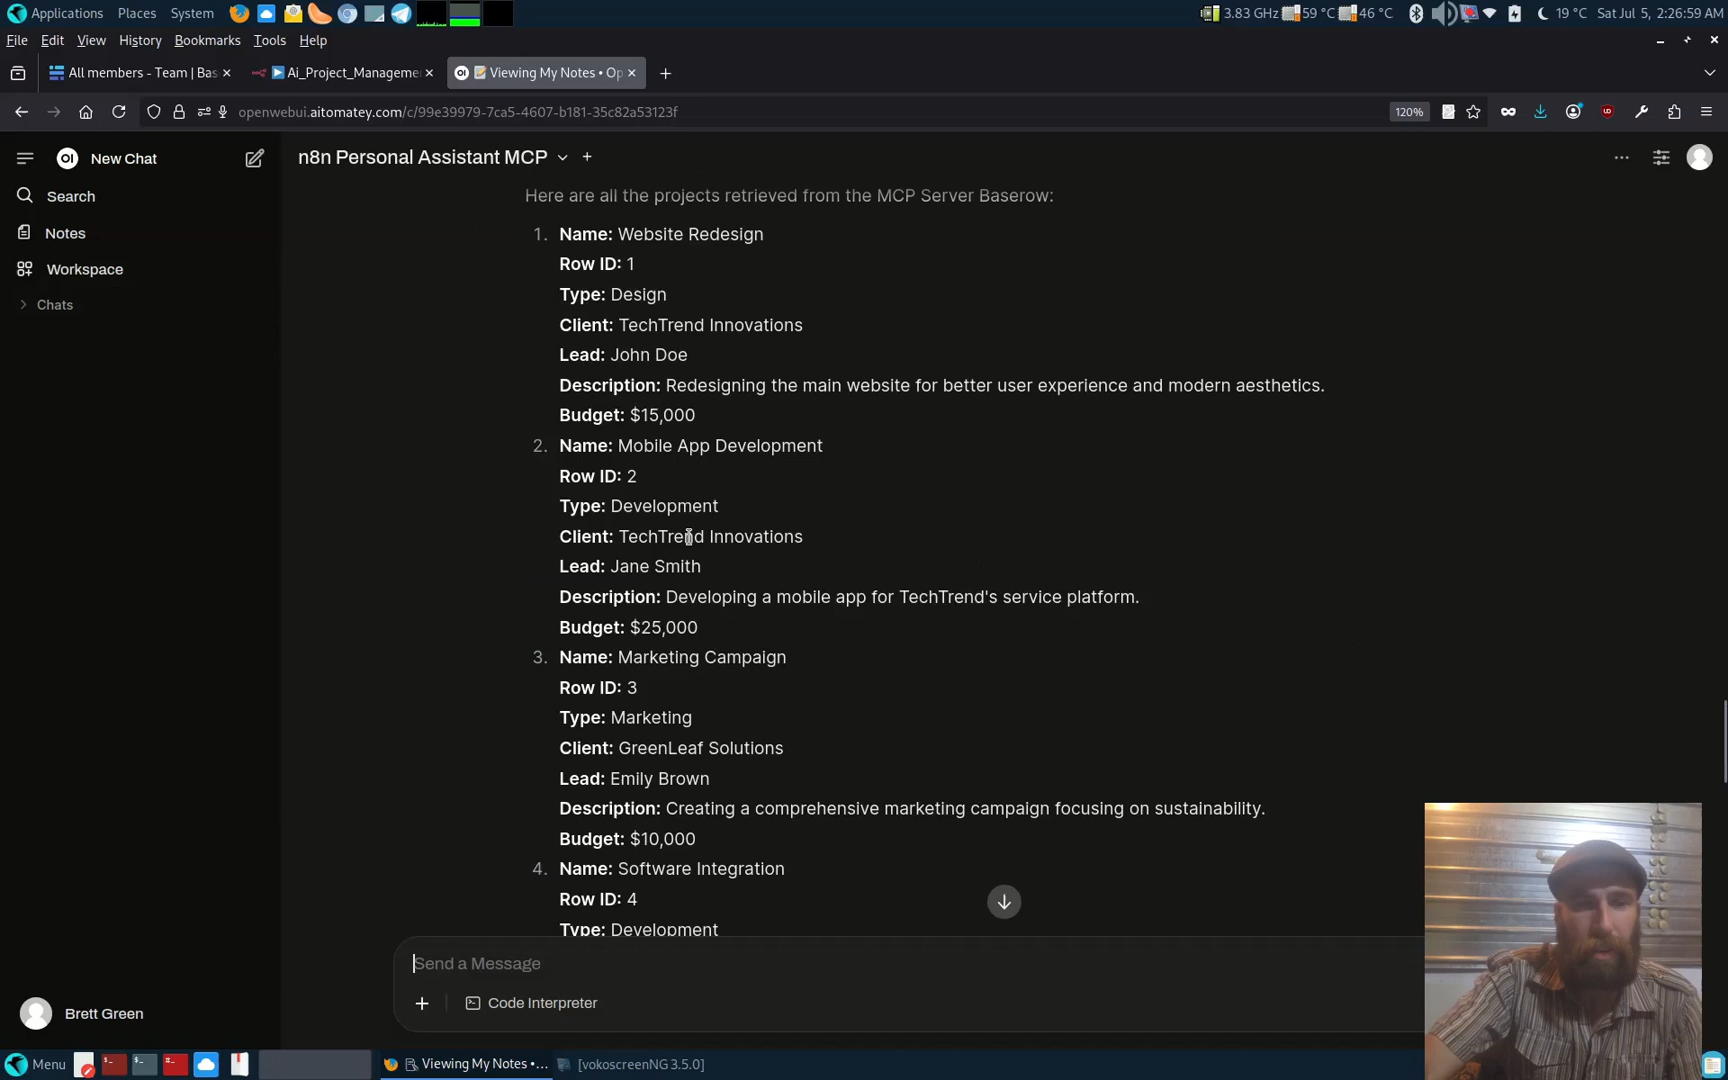 Applications Places System
3.83 GHz 59 °C 46 °C 19 °C Sat Jul 5, 2:26:59 AM
File Edit View History Bookmarks Tools Help
All members - Team | Bas
Ai_Project_Manageme
Viewing My Notes • Op
openwebui.aitomatey.com/c/99e39979-7ca5-4607-b181-35c82a53123f
120%
OI New Chat
n8n Personal Assistant MCP
Search
Notes
Workspace
Chats
Here are all the projects retrieved from the MCP Server Baserow:
1. Name: Website Redesign
Row ID: 1
Type: Design
Client: TechTrend Innovations
Lead: John Doe
Description: Redesigning the main website for better user experience and modern aesthetics.
Budget: $15,000
2. Name: Mobile App Development
Row ID: 2
Type: Development
Client: TechTrend Innovations
Lead: Jane Smith
Description: Developing a mobile app for TechTrend's service platform.
Budget: $25,000
3. Name: Marketing Campaign
Row ID: 3
Type: Marketing
Client: GreenLeaf Solutions
Lead: Emily Brown
Description: Creating a comprehensive marketing campaign focusing on sustainability.
Budget: $10,000
4. Name: Software Integration
Row ID: 4
Type: Development
Send a Message
Code Interpreter
Brett Green
Menu
Viewing My Notes •...
[vokoscreenNG 3.5.0]